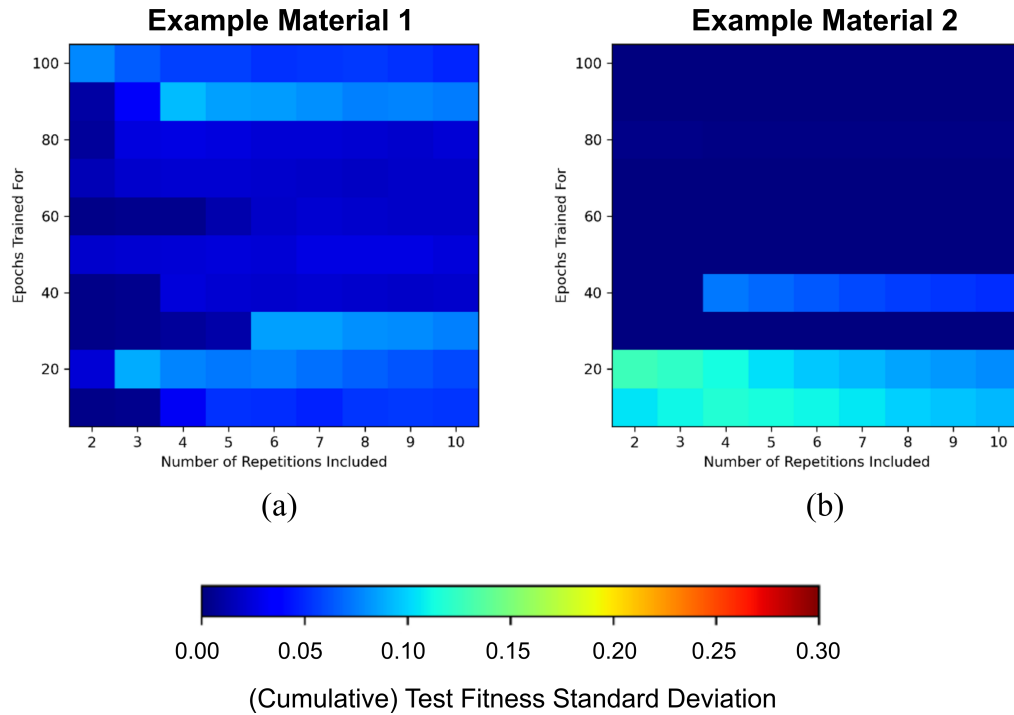 Example Material 1
Example Material 2
100
80
60
40
20
Epochs Trained For
2 3 4 5 6 7 8 9 10
Number of Repetitions Included
(a)
100
80
60
40
20
Epochs Trained For
2 3 4 5 6 7 8 9 10
Number of Repetitions Included
(b)
0.00 0.05 0.10 0.15 0.20 0.25 0.30
(Cumulative) Test Fitness Standard Deviation